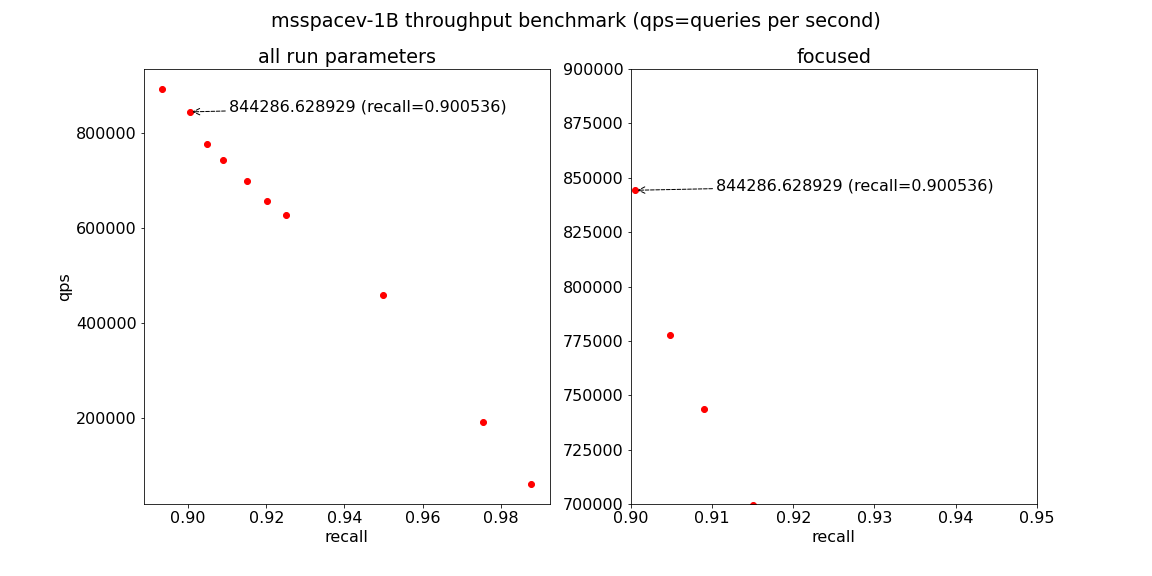 msspacev-1B throughput benchmark (qps=queries per second)
all run parameters
844286.628929 (recall=0.900536)
800000
600000
400000
200000
qps
0.90 0.92 0.94 0.96 0.98
recall
focused
900000
875000
850000
844286.628929 (recall=0.900536)
825000
800000
775000
750000
725000
700000
0.90 0.91 0.92 0.93 0.94 0.95
recall